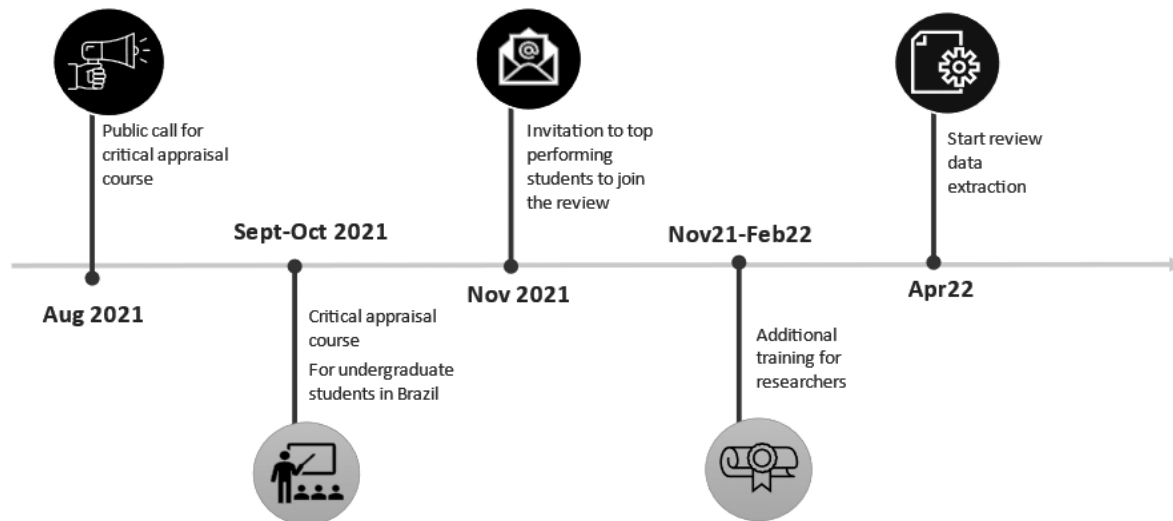 Public call for
critical appraisal
course
Aug 2021
Sept-Oct 2021
Critical appraisal
course
For undergraduate
students in Brazil
@
Invitation to top
performing
students to join
the review
Nov 2021
Nov21-Feb22
Additional
training for
researchers
Start review
data
extraction
Apr22